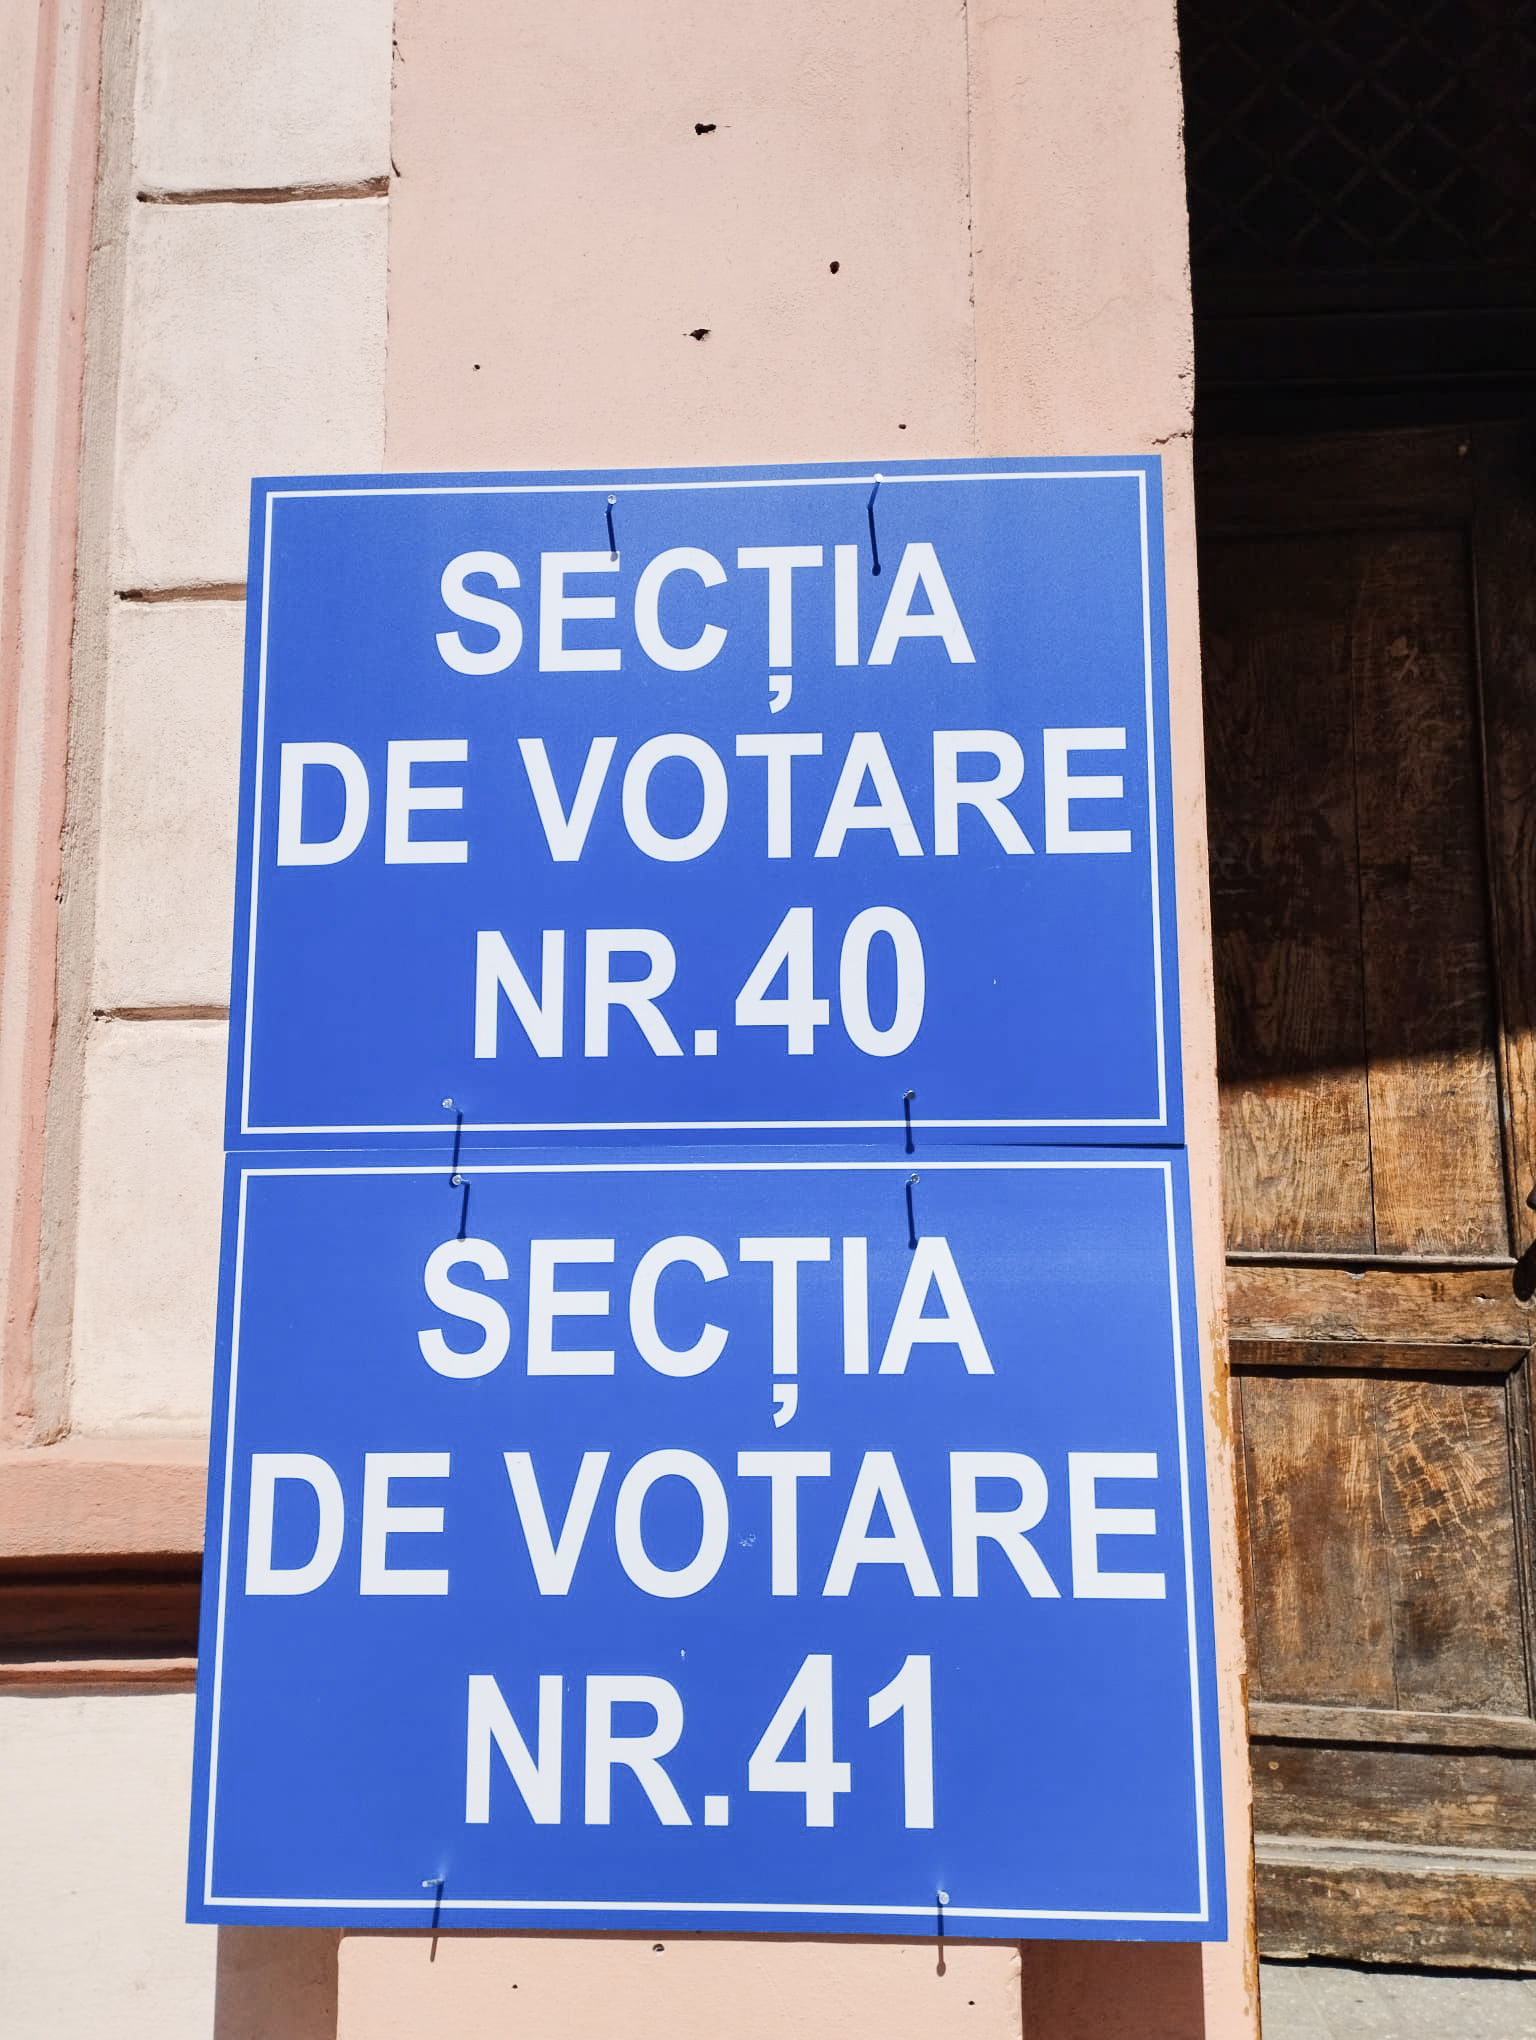 SECȚIA
DE VOTARE
NR.40
SECȚIA
DE VOTARE
NR.41